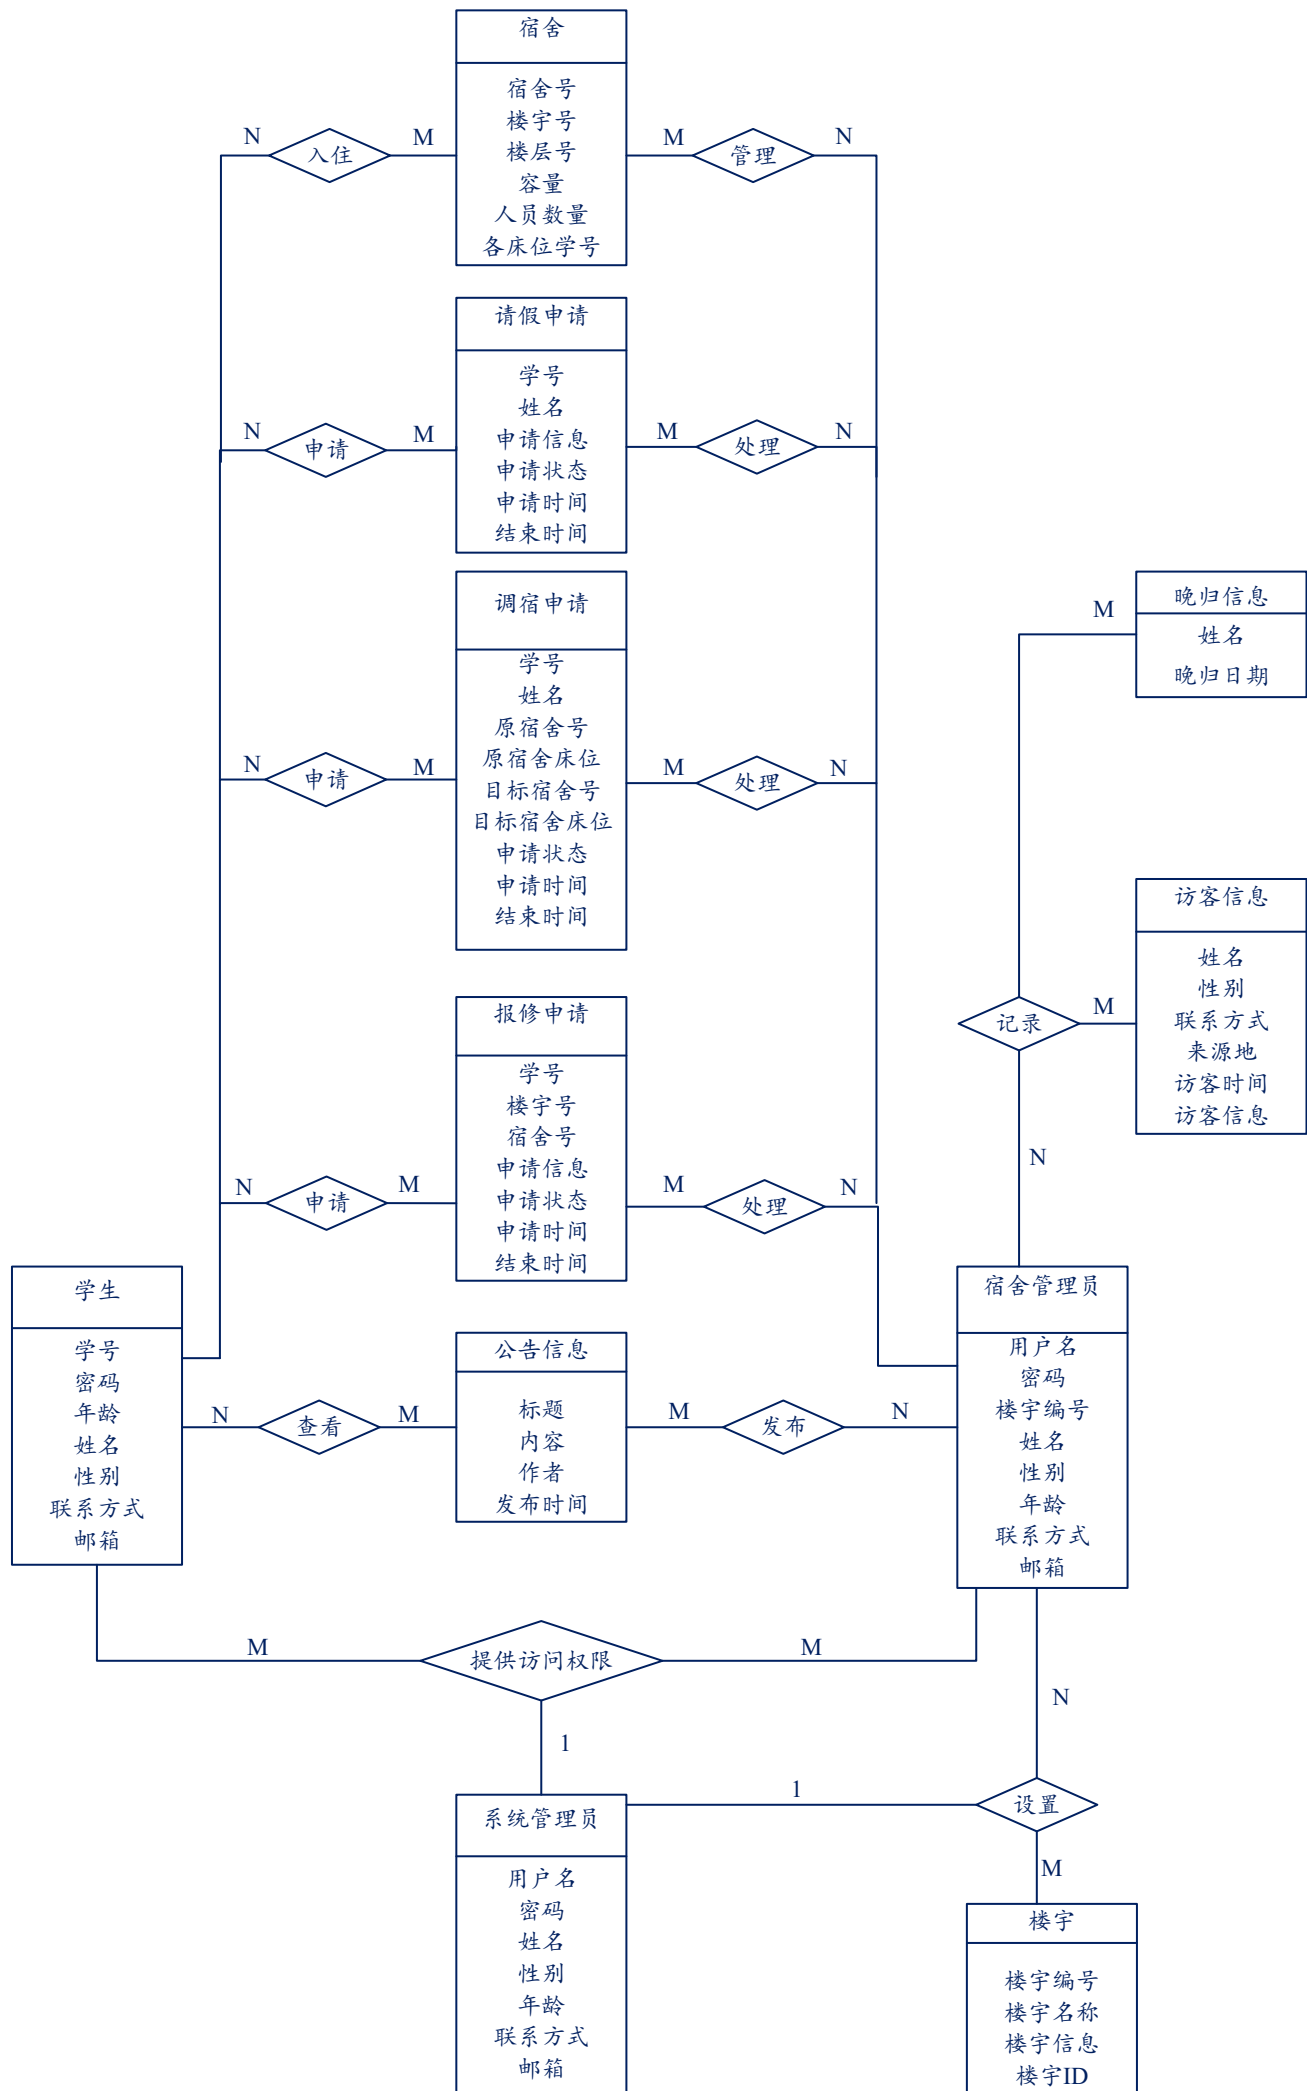 宿舍
宿舍号
楼宇号
楼层号
容量
人员数量
各床位学号
N
入住
M
M
管理
N
请假申请
学号
姓名
申请信息
申请状态
申请时间
结束时间
N
申请
M
M
处理
N
调宿申请
学号
姓名
原宿舍号
原宿舍床位
目标宿舍号
目标宿舍床位
申请状态
申请时间
结束时间
N
申请
M
M
处理
N
晚归信息
姓名
晚归日期
M
访客信息
姓名
性别
联系方式
来源地
访客时间
访客信息
记录
M
N
报修申请
学号
楼宇号
宿舍号
申请信息
申请状态
申请时间
结束时间
N
申请
M
M
处理
N
学生
学号
密码
年龄
姓名
性别
联系方式
邮箱
N
查看
M
公告信息
标题
内容
作者
发布时间
M
发布
N
宿舍管理员
用户名
密码
楼宇编号
姓名
性别
年龄
联系方式
邮箱
M
提供访问权限
M
1
N
1
设置
M
系统管理员
用户名
密码
姓名
性别
年龄
联系方式
邮箱
楼宇
楼宇编号
楼宇名称
楼宇信息
楼宇ID